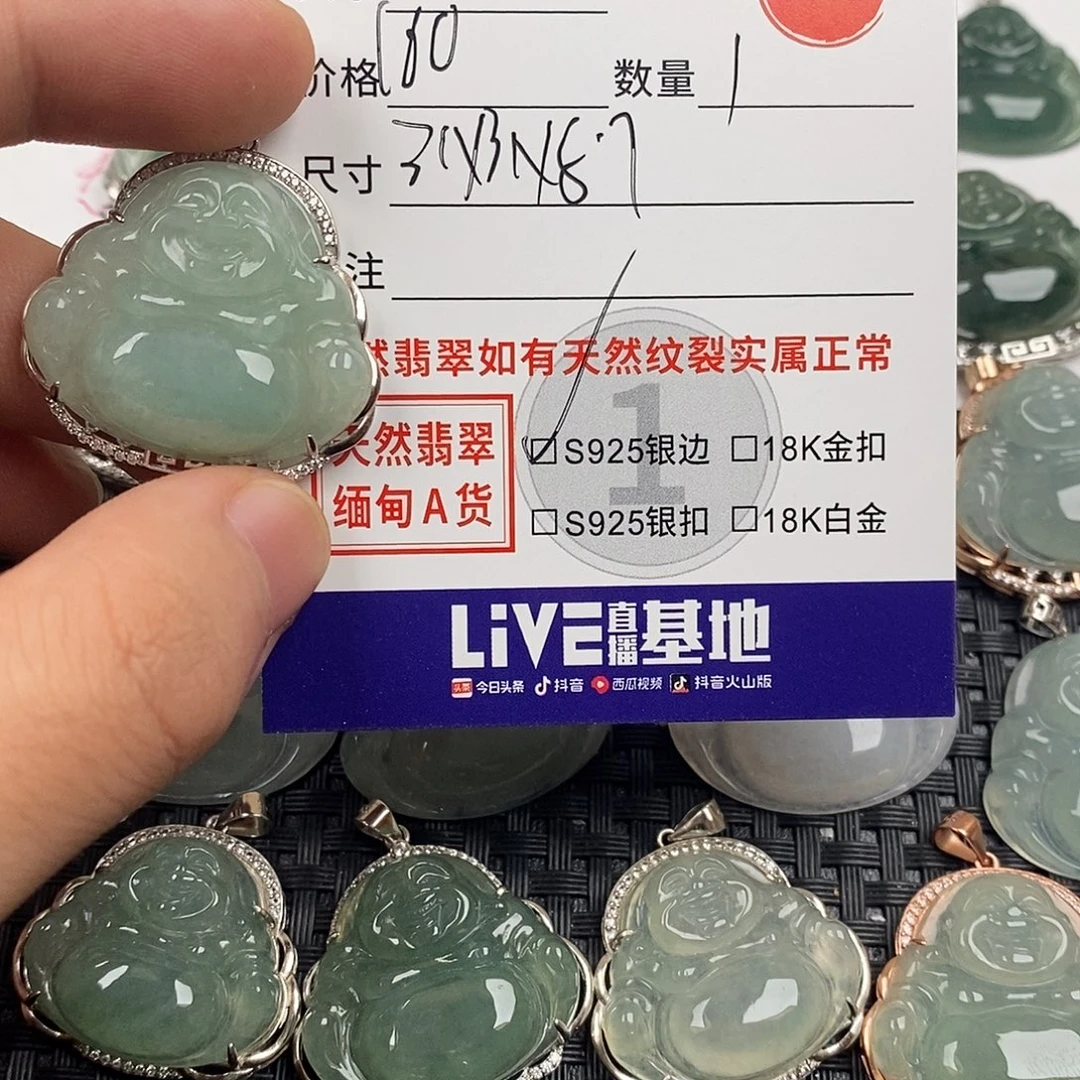 价格 160 数量 1
尺寸
注
然翡翠如有天然纹裂实属正常
天然翡翠
缅甸A货
☑S925银边 □18K金扣
□S925银扣 □18K白金
LiVE直播基地
头条 今日头条 抖音 西瓜视频 抖音火山版
1